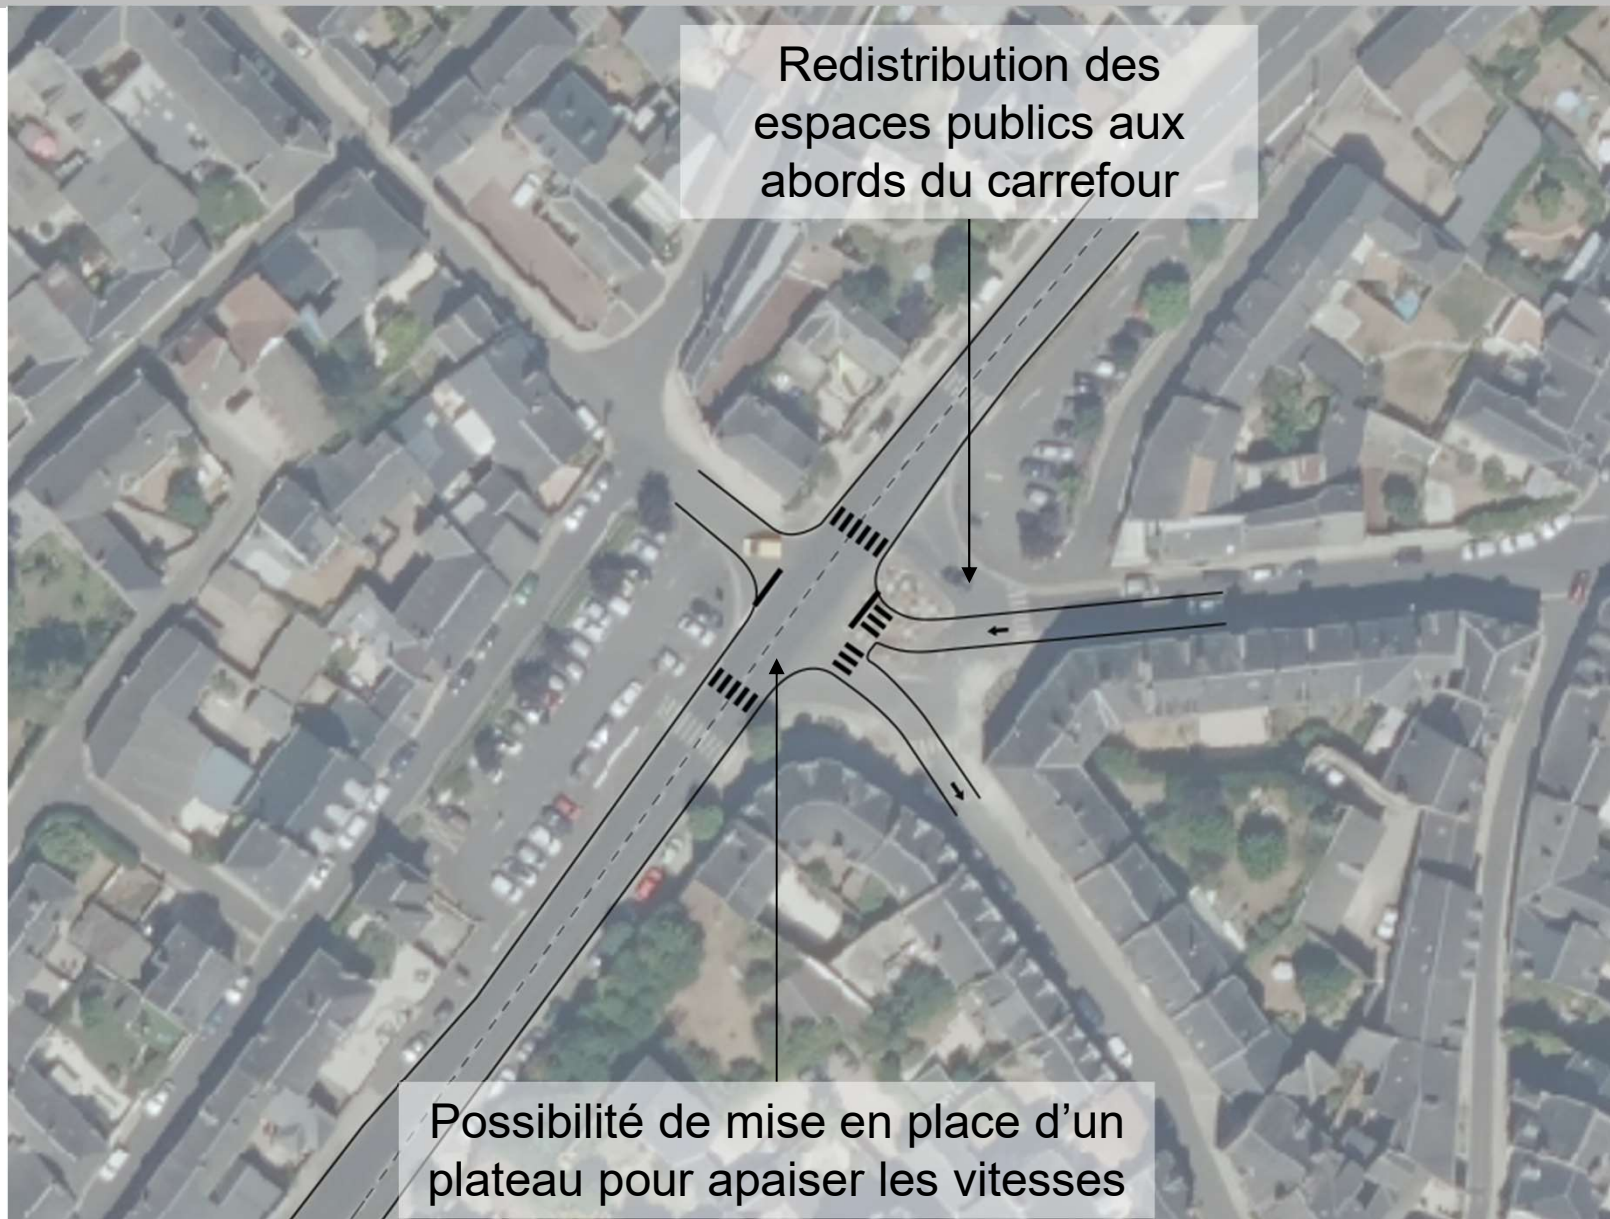 Redistribution des
espaces publics aux
abords du carrefour
Possibilité de mise en place d’un
plateau pour apaiser les vitesses